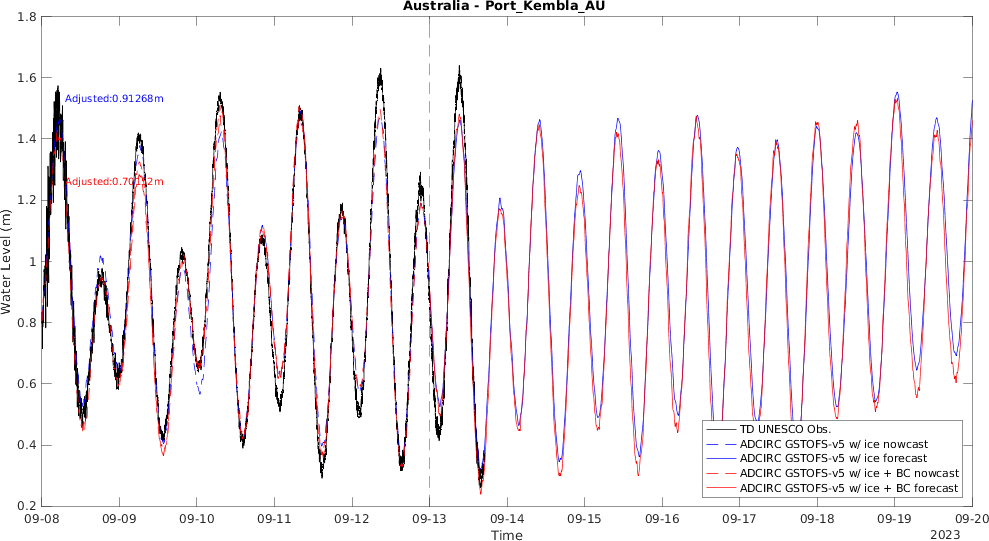 Australia - Port_Kembla_AU
1.8
1.6
1.4
1.2
1
0.8
0.6
0.4
0.2
Water Level (m)
Adjusted:0.91268m
TD UNESCO Obs.
ADCIRC GSTOFS-v5 w/ ice nowcast
ADCIRC GSTOFS-v5 w/ ice forecast
ADCIRC GSTOFS-v5 w/ ice + BC nowcast
ADCIRC GSTOFS-v5 w/ ice + BC forecast
09-08 09-09 09-10 09-11 09-12 09-13 09-14 09-15 09-16 09-17 09-18 09-19 09-20
Time
2023